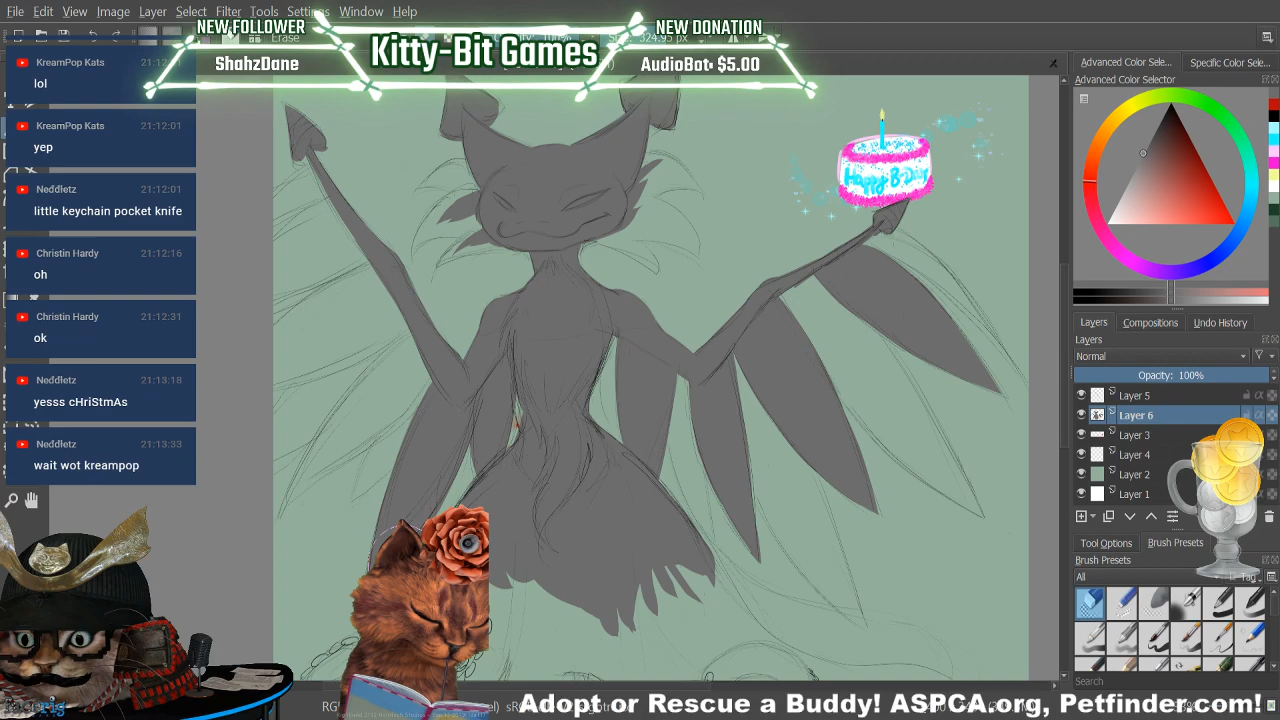 File Edit View Image Layer Select Filter Tools Settings Window Help
NEW FOLLOWER
ShahzDane
Kitty-Bit Games
NEW DONATION
AudioBot: $5.00
Erase
KreamPop Kats
lol
KreamPop Kats 21:12:01
yep
Neddletz 21:12:01
little keychain pocket knife
Christin Hardy 21:12:16
oh
Christin Hardy 21:12:31
ok
Neddletz 21:13:18
yesss cHriStmAs
Neddletz 21:13:33
wait wot kreampop
Happy B-Day
Advanced Color Selec... Specific Color Sele...
Advanced Color Selector
Layers Compositions Undo History
Layers
Normal
Opacity: 100%
Layer 5
Layer 6
Layer 3
Layer 4
Layer 2
Layer 1
Tool Options Brush Presets
Brush Presets
All
Tag
Search
Adopt or Rescue a Buddy! ASPCA.org, Petfinder.com!